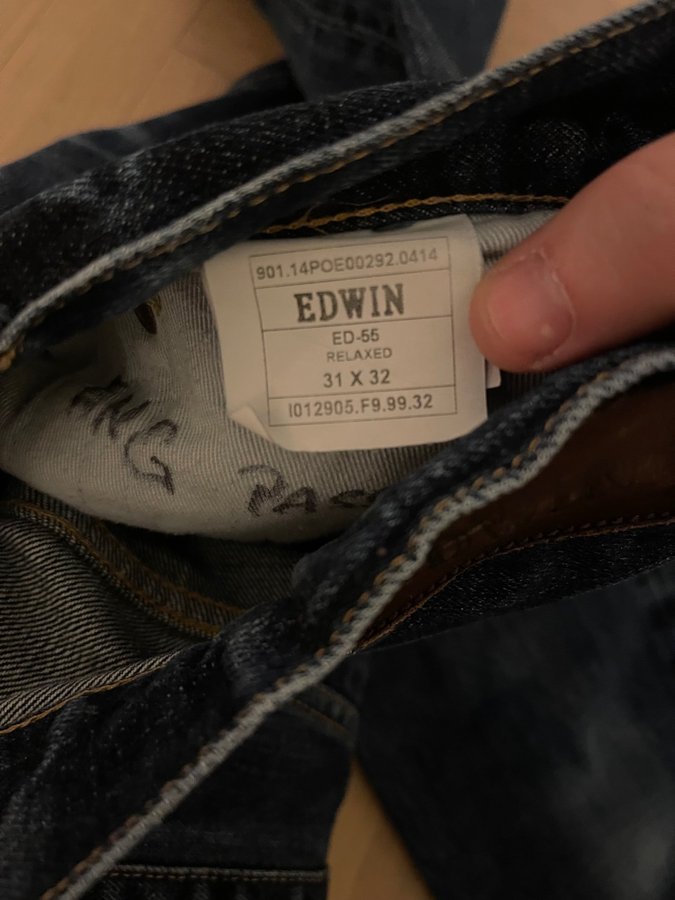 901.14POE00292.0414
EDWIN
ED-55
RELAXED
31 X 32
I012905.F9.99.32